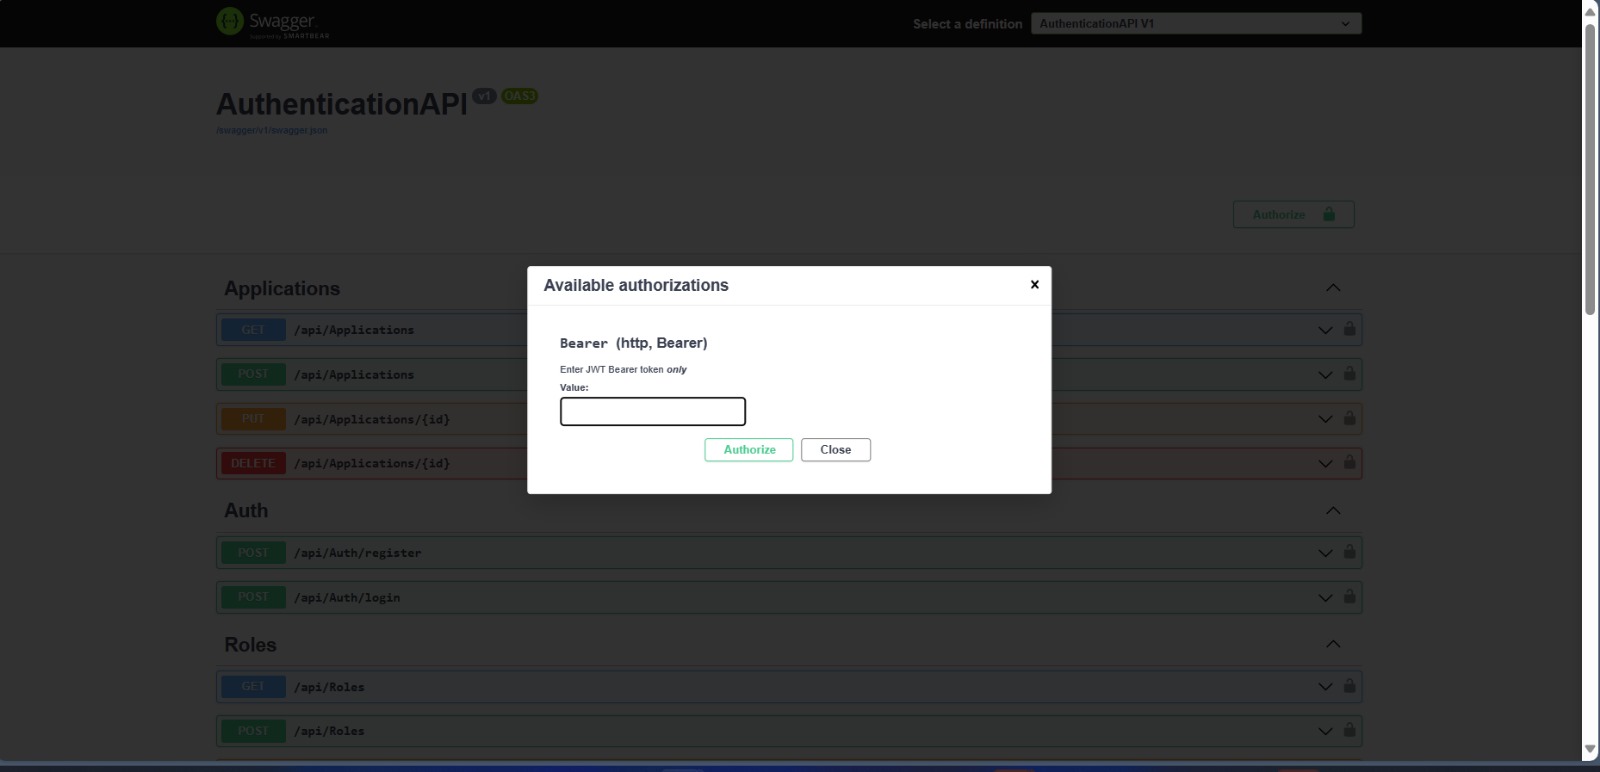 Swagger.
supported by SMARTBEAR
Select a definition
AuthenticationAPI V1
AuthenticationAPI v1 OAS3
/swagger/v1/swagger.json
Authorize
Available authorizations
Bearer (http, Bearer)
Enter JWT Bearer token only
Value:
Authorize Close
Applications
GET /api/Applications
POST /api/Applications
PUT /api/Applications/{id}
DELETE /api/Applications/{id}
Auth
POST /api/Auth/register
POST /api/Auth/login
Roles
GET /api/Roles
POST /api/Roles